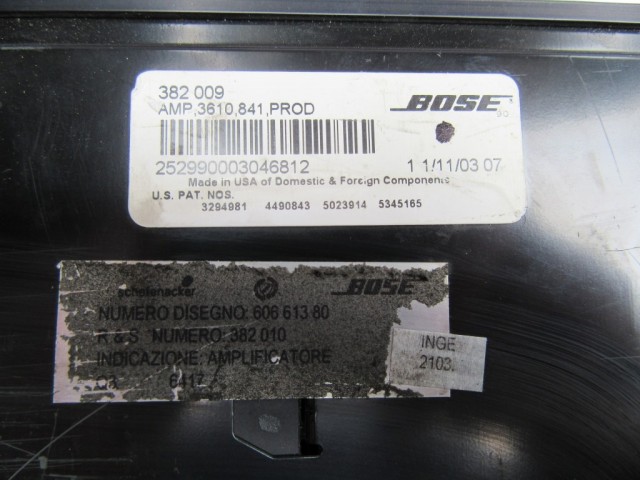 382 009
AMP,3610,841,PROD
BOSE
252990003046812 1 1/11/03 07
Made in USA of Domestic & Foreign Components
U.S. PAT. NOS.
3294981 4490843 5023914 5345165
schefenacker BOSE
NUMERO DISEGNO: 606 613 80
R & S NUMERO: 382 010
INDICAZIONE: AMPLIFICATORE
6417
INGE
2103.